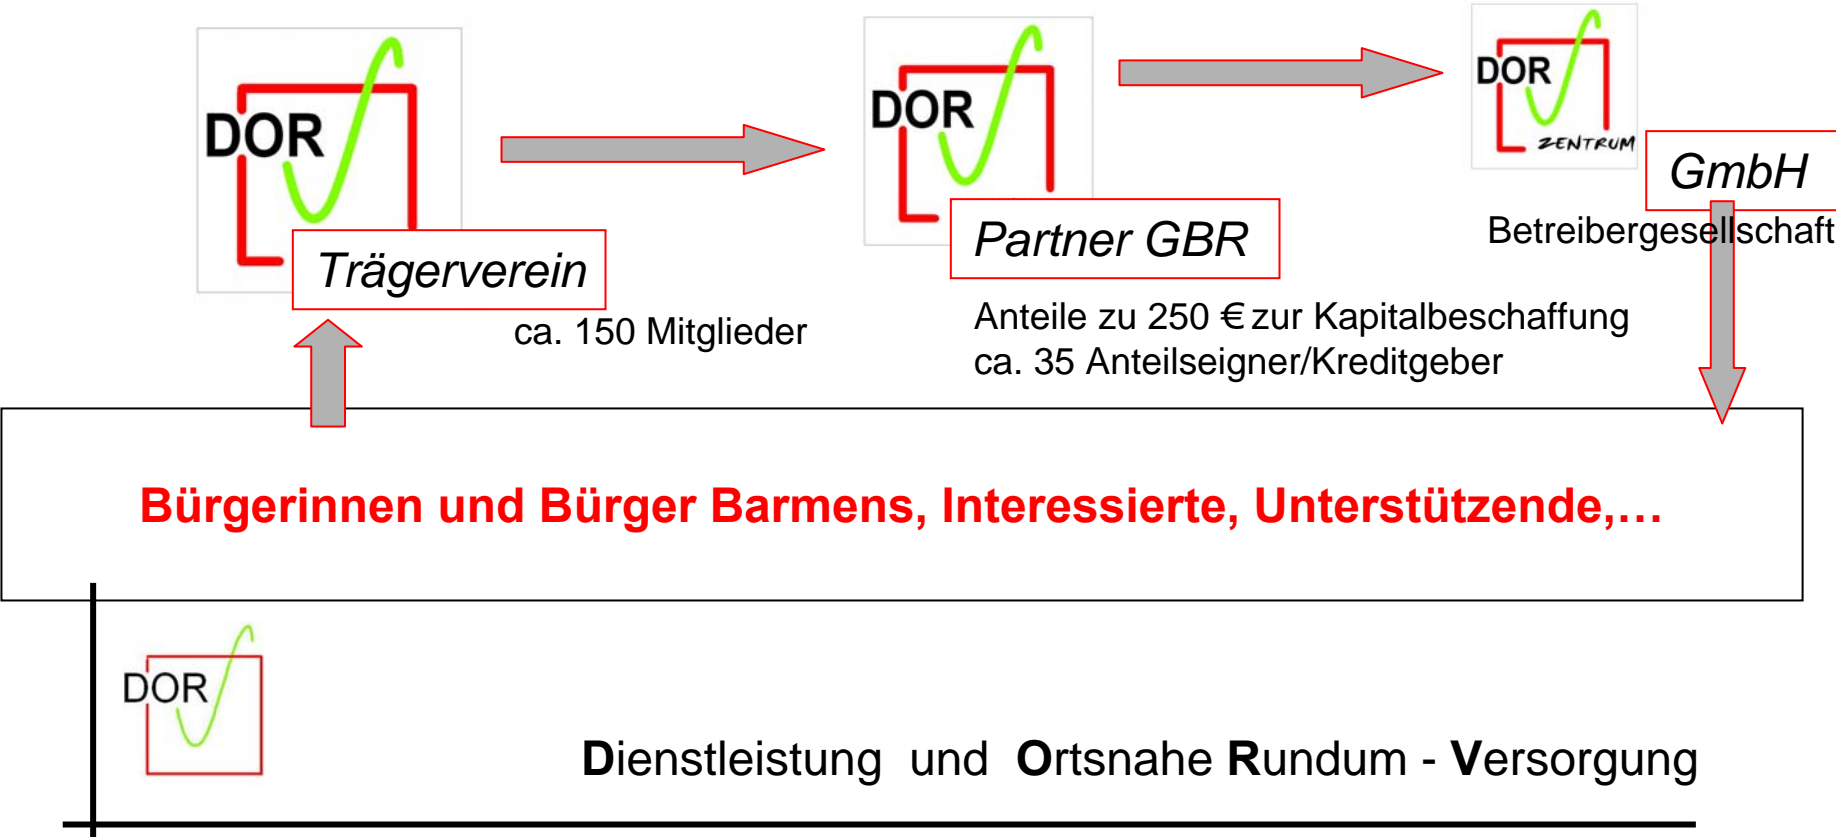 DOR
Trägerverein
ca. 150 Mitglieder
DOR
Partner GBR
Anteile zu 250 € zur Kapitalbeschaffung
ca. 35 Anteilseigner/Kreditgeber
DOR
ZENTRUM
GmbH
Betreibergesellschaft
Bürgerinnen und Bürger Barmens, Interessierte, Unterstützende,…
DOR
Dienstleistung und Ortsnahe Rundum - Versorgung